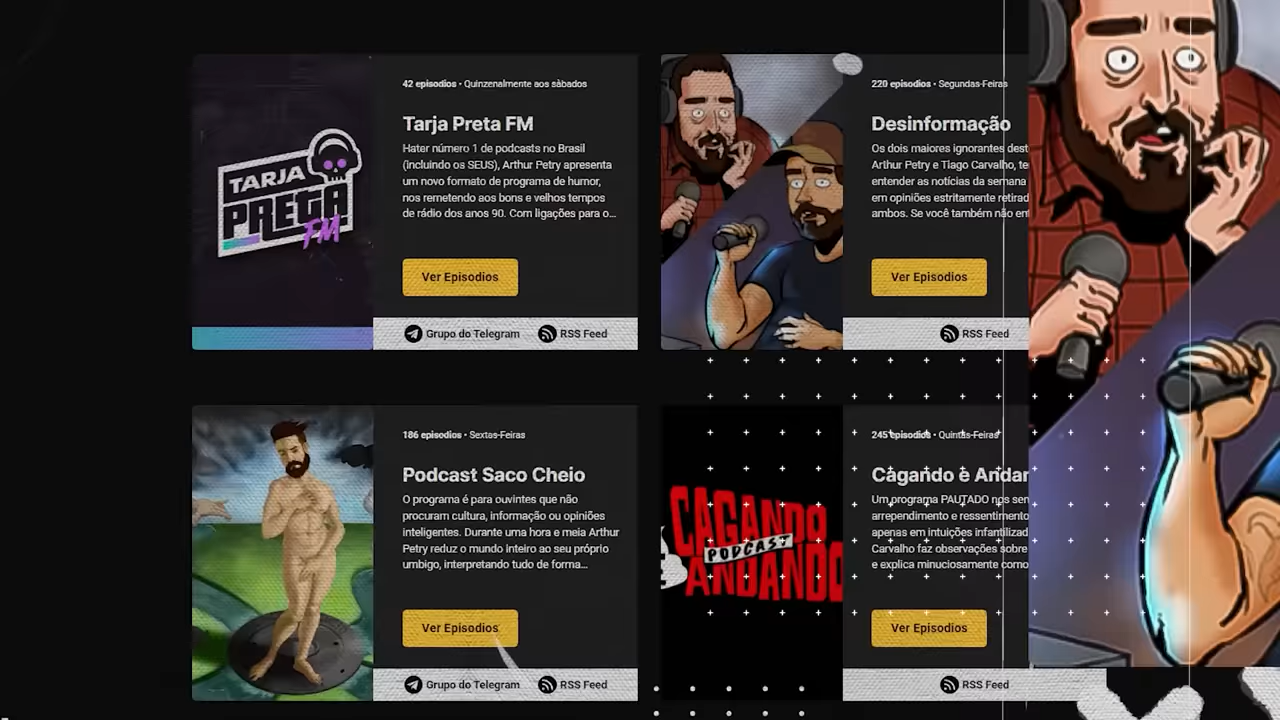 42 episodios • Quinzenalmente aos sábados
Tarja Preta FM
Hater número 1 de podcasts no Brasil
(incluindo os SEUS), Arthur Petry apresenta
um novo formato de programa de humor,
nos remetendo aos bons e velhos tempos
de rádio dos anos 90. Com ligações para o...
Ver Episodios
Grupo do Telegram
RSS Feed
TARJA
PRETA
FM
220 episodios • Segundas-Feiras
Desinformação
Os dois maiores ignorantes dest
Arthur Petry e Tiago Carvalho, te
entender as notícias da semana
em opiniões estritamente retirad
ambos. Se você também não en
Ver Episodios
RSS Feed
186 episodios • Sextas-Feiras
Podcast Saco Cheio
O programa é para ouvintes que não
procuram cultura, informação ou opiniões
inteligentes. Durante uma hora e meia Arthur
Petry reduz o mundo inteiro ao seu próprio
umbigo, interpretando tudo de forma...
Ver Episodios
Grupo do Telegram
RSS Feed
CAGANDO
PODCAST
ANDANDO
245 episodios • Quintas-Feiras
Cagando e Andan
Um programa PAUTADO nos sen
arrependimento e ressentimento
apenas em intuições infantilizad
Carvalho faz observações sobre
e explica minuciosamente como
Ver Episodios
RSS Feed